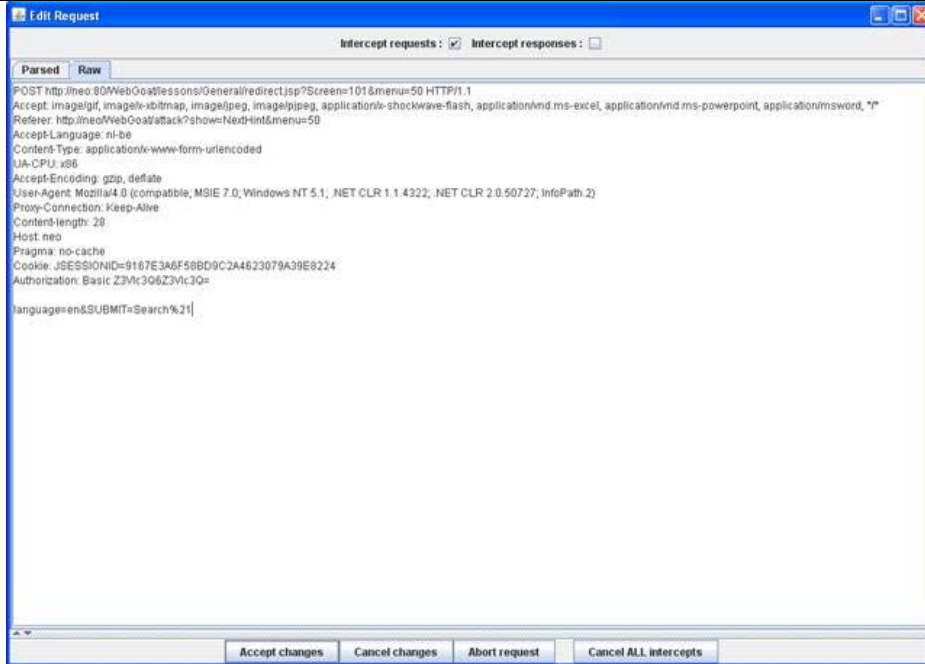 Edit Request
Intercept requests : Intercept responses :
Parsed Raw
POST http://neo:80/WebGoat/lessons/General/redirect.jsp?Screen=101&menu=50 HTTP/1.1
Accept: image/gif, image/x-xbitmap, image/jpeg, image/pjpeg, application/x-shockwave-flash, application/vnd.ms-excel, application/vnd.ms-powerpoint, application/msword, */*
Referer: http://neo/WebGoat/attack?show=NextHint&menu=50
Accept-Language: nl-be
Content-Type: application/x-www-form-urlencoded
UA-CPU: x86
Accept-Encoding: gzip, deflate
User-Agent: Mozilla/4.0 (compatible; MSIE 7.0; Windows NT 5.1; .NET CLR 1.1.4322; .NET CLR 2.0.50727; InfoPath.2)
Proxy-Connection: Keep-Alive
Content-length: 28
Host: neo
Pragma: no-cache
Cookie: JSESSIONID=9167E3A6F58BD9C2A4623079A39E8224
Authorization: Basic Z3Vlc3Q6Z3Vlc3Q=
language=en&SUBMIT=Search%21
Accept changes Cancel changes Abort request Cancel ALL intercepts